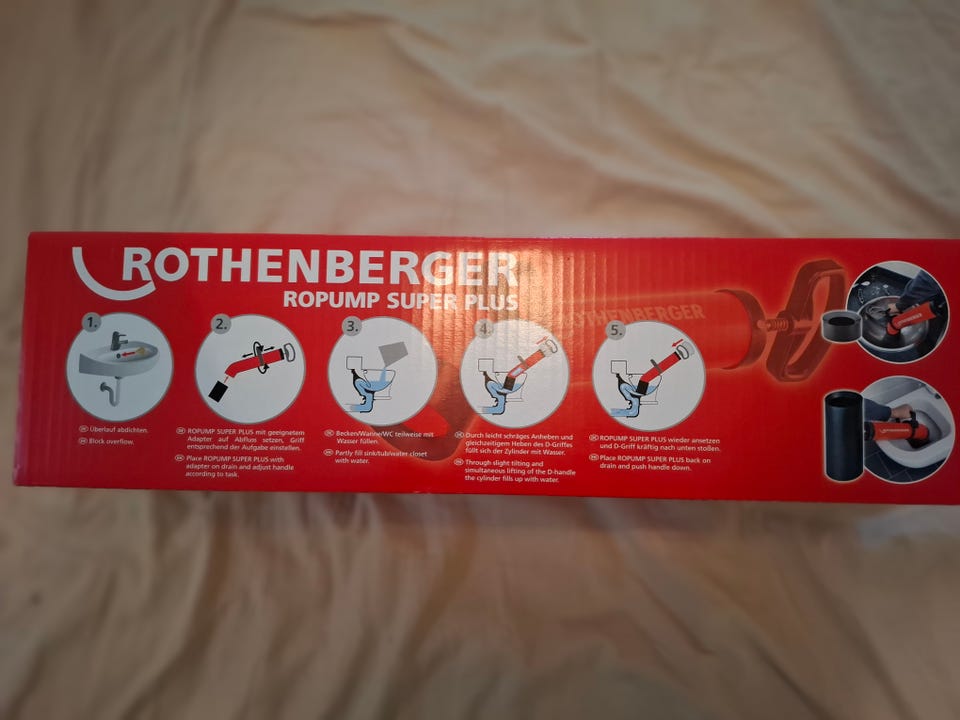 ROTHENBERGER
ROPUMP SUPER PLUS
1.
DE Überlauf abdichten.
Block overflow.
2.
ROPUMP SUPER PLUS mit geeignetem
Adapter auf Abfluss setzen, Griff
entsprechend der Aufgabe einstellen.
Place ROPUMP SUPER PLUS with
adapter on drain and adjust handle
according to task.
3.
Becken/Wanne/WC teilweise mit
Wasser füllen.
Partly fill sink/tub/water closet
with water.
4.
Durch leicht schräges Anheben und
gleichzeitigem Heben des D-Griffes
füllt sich der Zylinder mit Wasser.
Through slight tilting and
simultaneous lifting of the D-handle
the cylinder fills up with water.
5.
ROPUMP SUPER PLUS wieder ansetzen
und D-Griff kräftig nach unten stoßen.
Place ROPUMP SUPER PLUS back on
drain and push handle down.
ROTHENBERGER